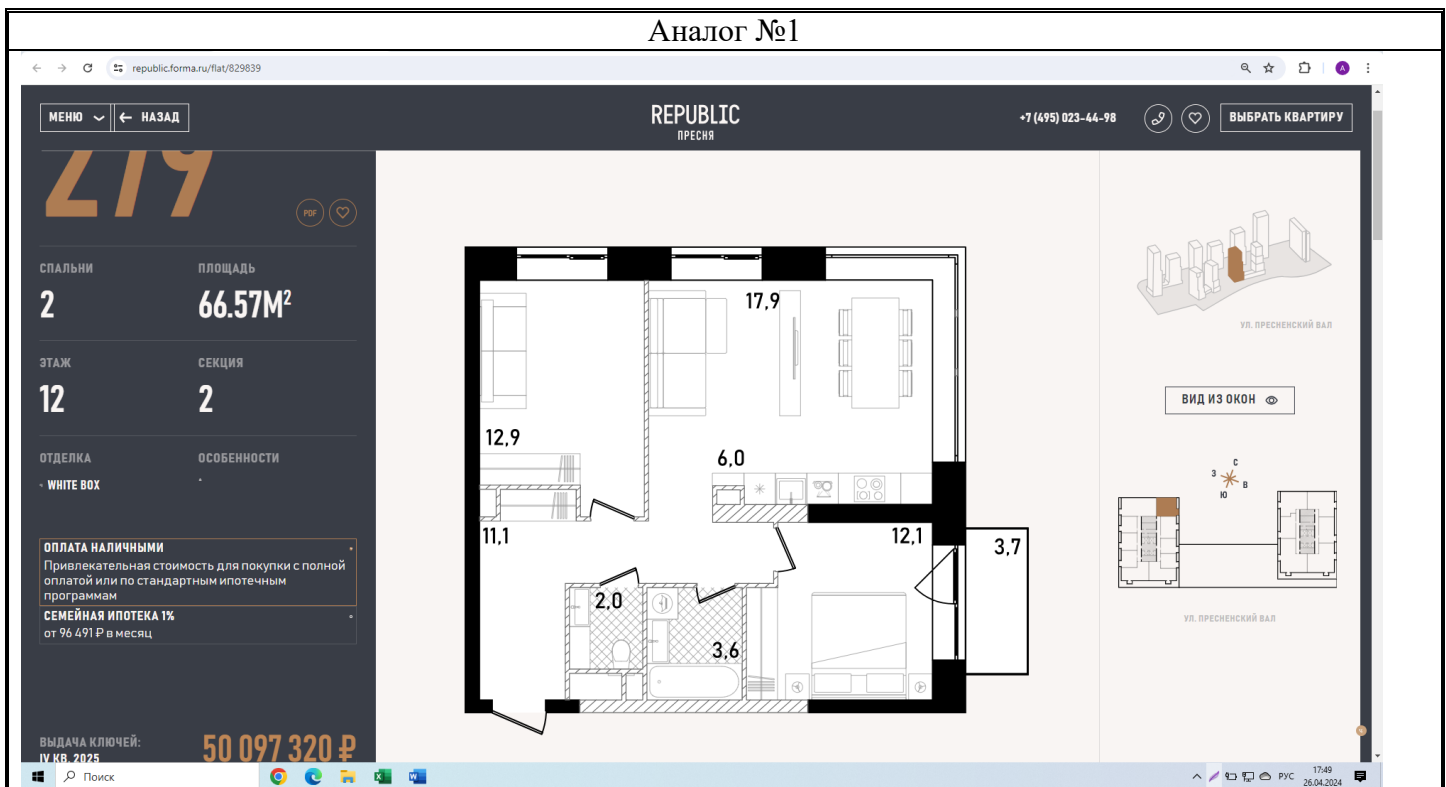 Аналог №1
republic.forma.ru/flat/829839
A
МЕНЮ
НАЗАД
REPUBLIC
ПРЕСНЯ
+7 (495) 023-44-98
ВЫБРАТЬ КВАРТИРУ
279
PDF
СПАЛЬНИ
ПЛОЩАДЬ
2
66.57М²
ЭТАЖ
СЕКЦИЯ
12
2
ОТДЕЛКА
ОСОБЕННОСТИ
WHITE BOX
ОПЛАТА НАЛИЧНЫМИ
Привлекательная стоимость для покупки с полной
оплатой или по стандартным ипотечным
программам
СЕМЕЙНАЯ ИПОТЕКА 1%
от 96 491 ₽ в месяц
ВЫДАЧА КЛЮЧЕЙ:
IV КВ. 2025
50 097 320 ₽
17,9
12,9
6,0
11,1
12,1
3,7
2,0
3,6
УЛ. ПРЕСНЕНСКИЙ ВАЛ
ВИД ИЗ ОКОН
С
З
В
Ю
УЛ. ПРЕСНЕНСКИЙ ВАЛ
Поиск
РУС
17:49
26.04.2024